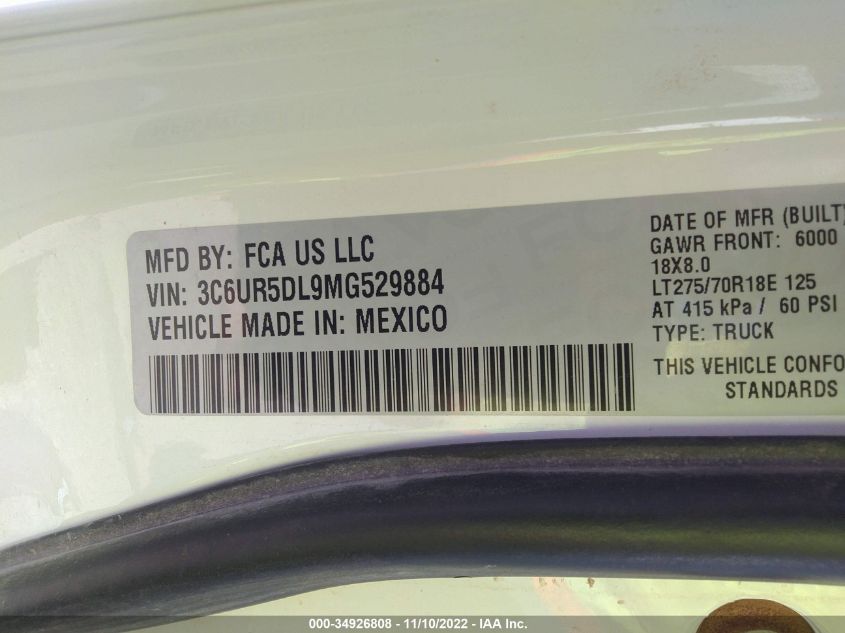 MFD BY: FCA US LLC
VIN: 3C6UR5DL9MG529884
VEHICLE MADE IN: MEXICO
DATE OF MFR (BUILT)
GAWR FRONT: 6000
18X8.0
LT275/70R18E 125
AT 415 kPa / 60 PSI
TYPE: TRUCK
THIS VEHICLE CONFO
STANDARDS
000-34926808 - 11/10/2022 - IAA Inc.